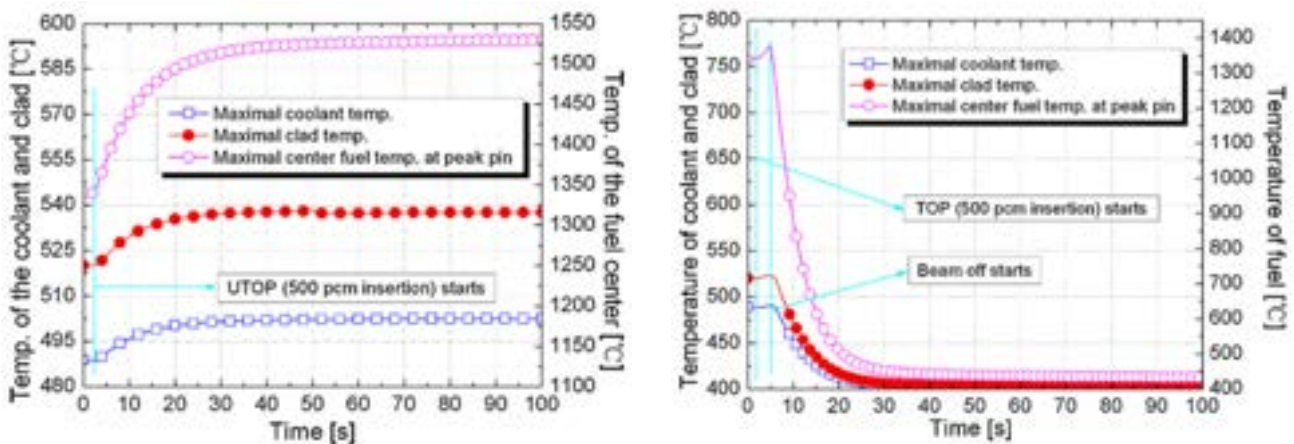 Temp. of the coolant and clad [℃]
600
585
570
555
540
525
510
495
480
Maximal coolant temp.
Maximal clad temp.
Maximal center fuel temp. at peak pin
UTOP (500 pcm insertion) starts
0 10 20 30 40 50 60 70 80 90 100
Time [s]
1550
1500
1450
1400
1350
1300
1250
1200
1150
1100
Temp. of the fuel center [℃]
Temperature of coolant and clad [℃]
800
750
700
650
600
550
500
450
400
Maximal coolant temp.
Maximal clad temp.
Maximal center fuel temp. at peak pin
TOP (500 pcm insertion) starts
Beam off starts
0 10 20 30 40 50 60 70 80 90 100
Time [s]
1400
1300
1200
1100
1000
900
800
700
600
500
400
Temperature of fuel [℃]